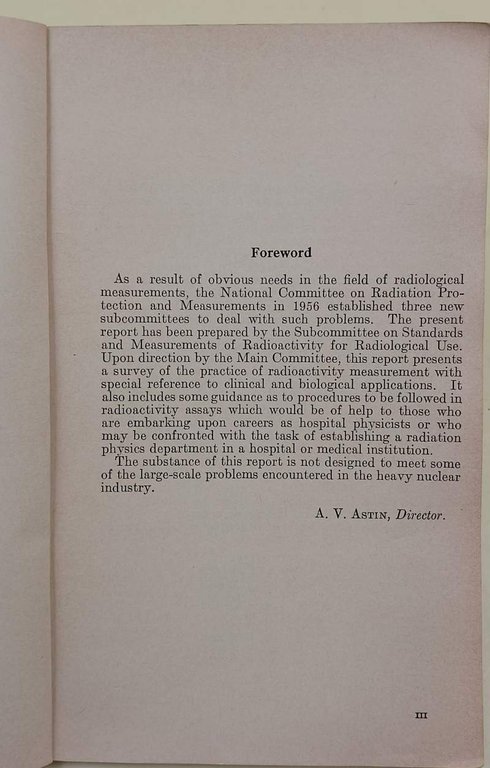 Foreword
As a result of obvious needs in the field of radiological
measurements, the National Committee on Radiation Pro-
tection and Measurements in 1956 established three new
subcommittees to deal with such problems. The present
report has been prepared by the Subcommittee on Standards
and Measurements of Radioactivity for Radiological Use.
Upon direction by the Main Committee, this report presents
a survey of the practice of radioactivity measurement with
special reference to clinical and biological applications. It
also includes some guidance as to procedures to be followed in
radioactivity assays which would be of help to those who
are embarking upon careers as hospital physicists or who
may be confronted with the task of establishing a radiation
physics department in a hospital or medical institution.
The substance of this report is not designed to meet some
of the large-scale problems encountered in the heavy nuclear
industry.
A. V. Astin, Director.
III